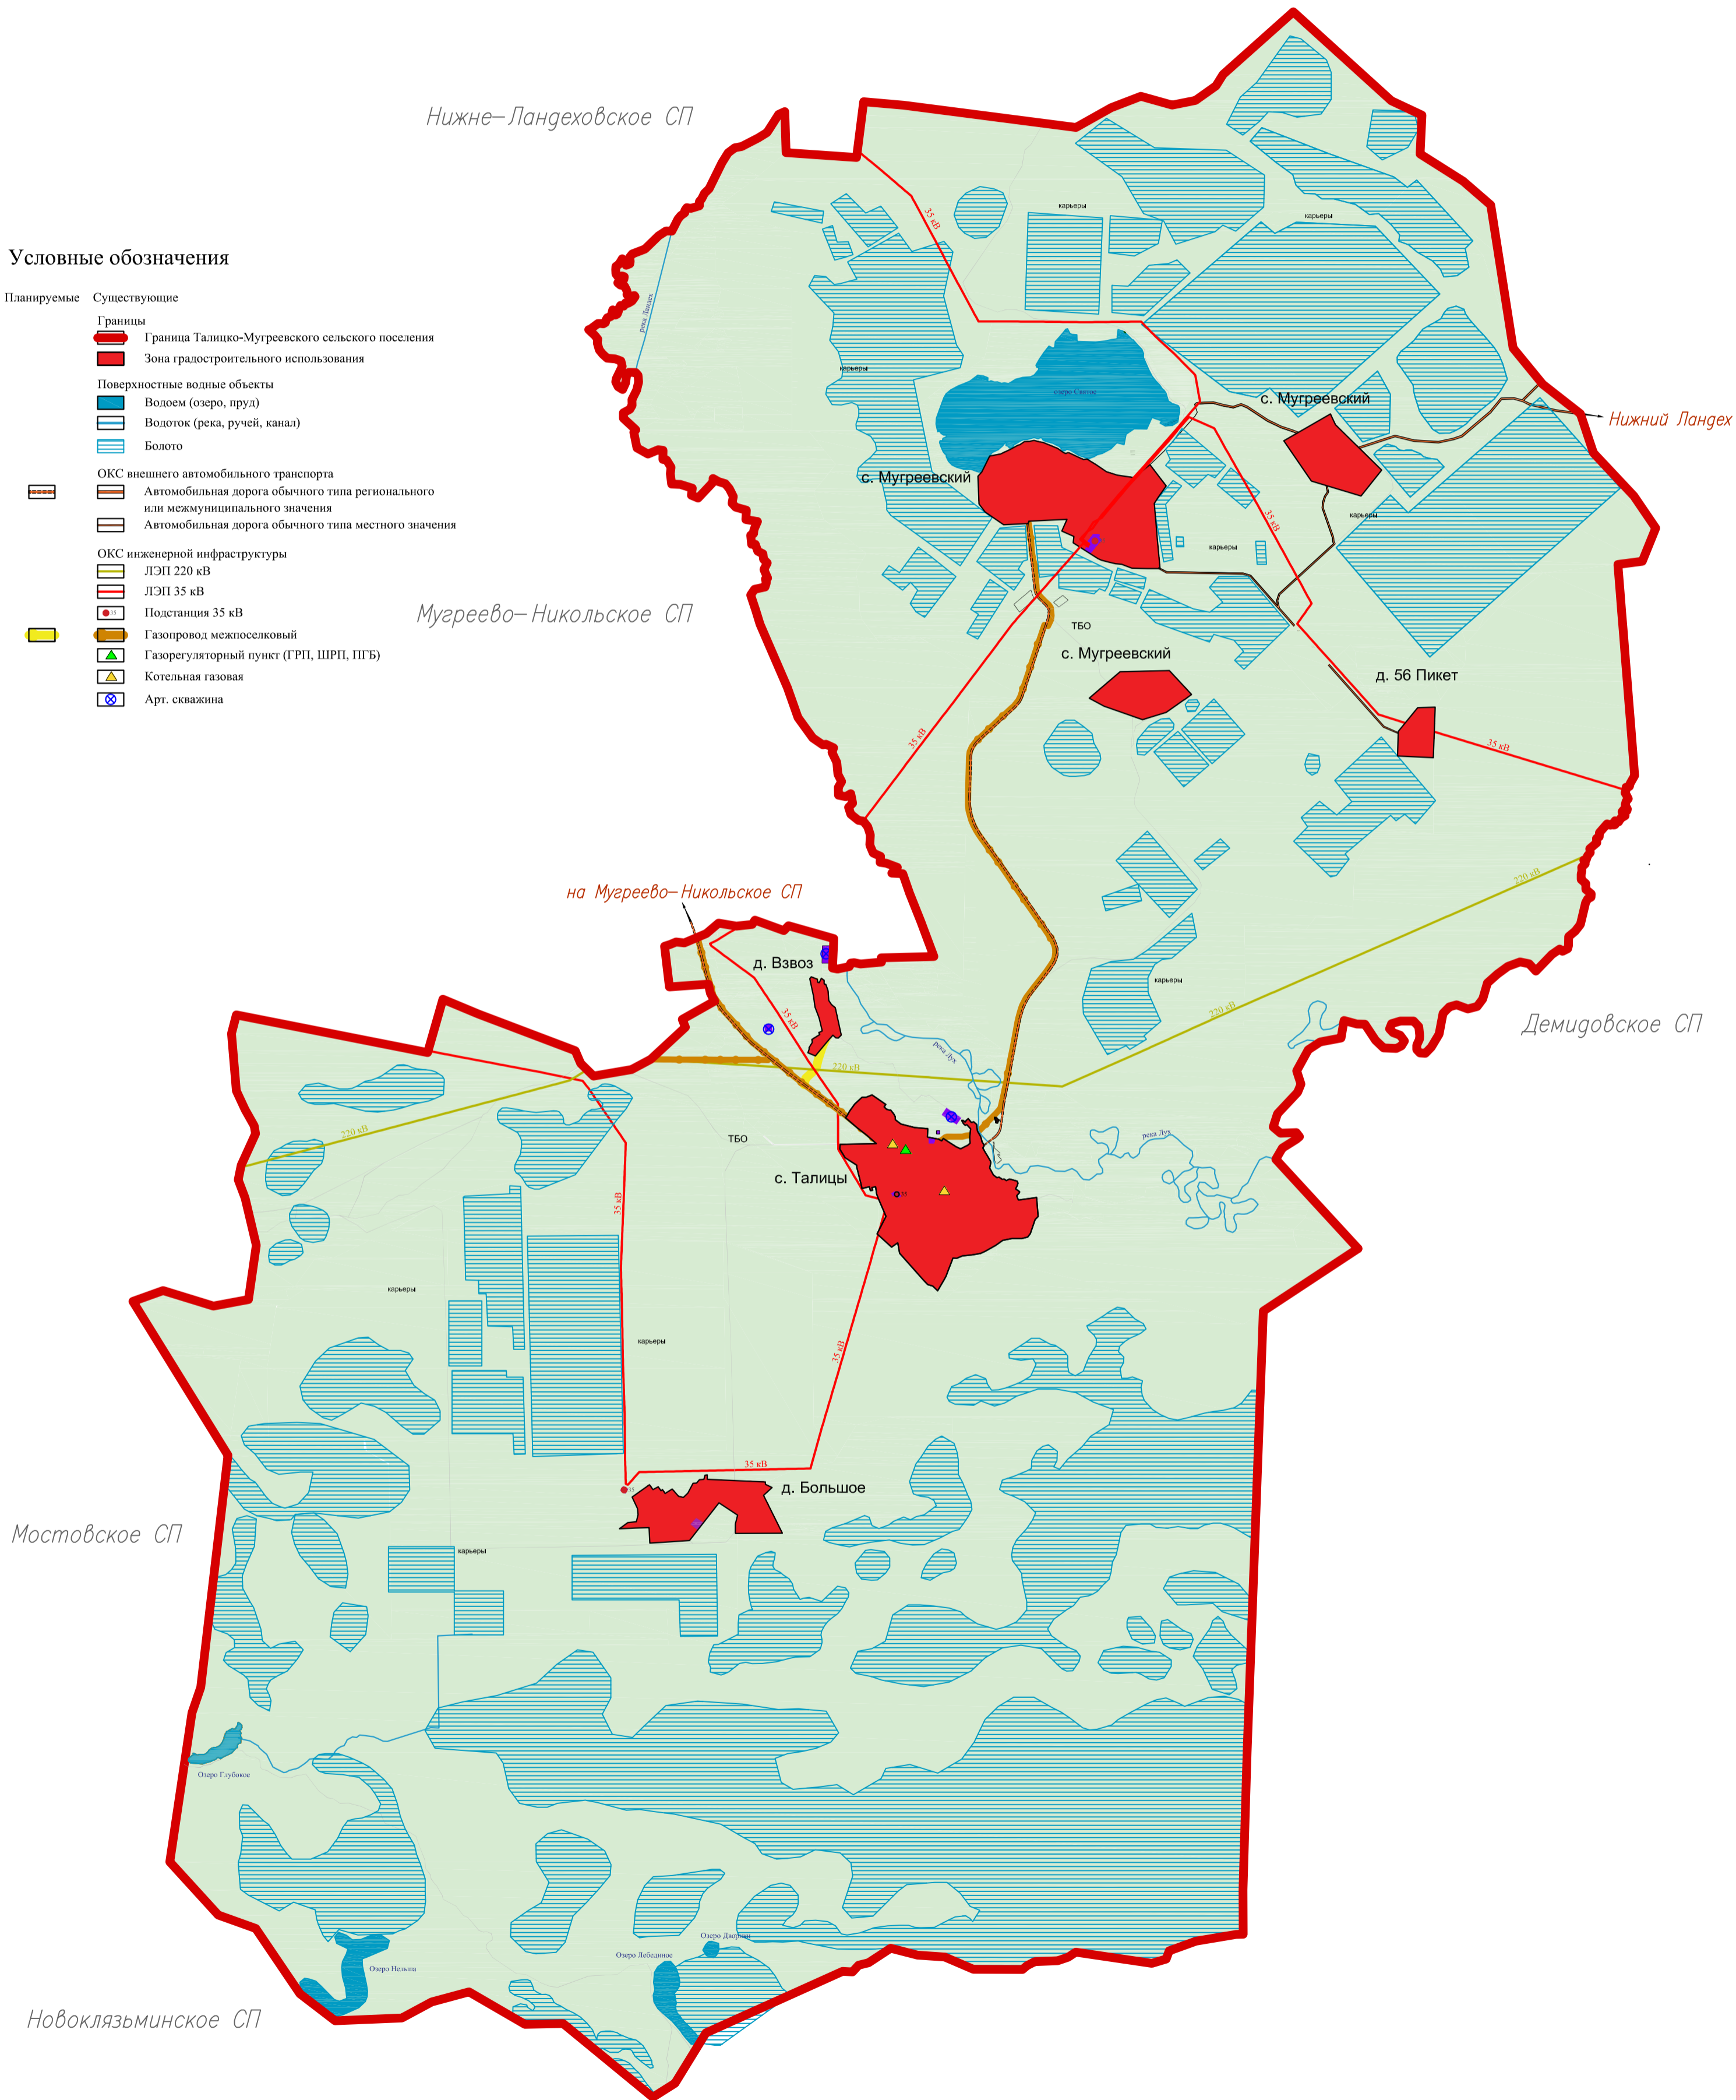 Нижне-Ландеховское СП
Условные обозначения
Планируемые Существующие
Границы
Граница Талицко-Мугреевского сельского поселения
Зона градостроительного использования
Поверхностные водные объекты
Водоем (озеро, пруд)
Водоток (река, ручей, канал)
Болото
ОКС внешнего автомобильного транспорта
Автомобильная дорога обычного типа регионального
или межмуниципального значения
Автомобильная дорога обычного типа местного значения
ОКС инженерной инфраструктуры
ЛЭП 220 кВ
ЛЭП 35 кВ
35
Подстанция 35 кВ
Газопровод межпоселковый
Газорегуляторный пункт (ГРП, ШРП, ПГБ)
Котельная газовая
Арт. скважина
карьеры
35 кВ
карьеры
река Ландех
карьеры
озеро Святое
с. Мугреевский
Нижний Ландех
с. Мугреевский
карьеры
35 кВ
карьеры
Мугреево-Никольское СП
ТБО
с. Мугреевский
д. 56 Пикет
35 кВ
35 кВ
220 кВ
на Мугреево-Никольское СП
д. Взвоз
карьеры
35 кВ
220 кВ
Демидовское СП
река Лух
220 кВ
220 кВ
ТБО
река Лух
с. Талицы
35
35 кВ
карьеры
карьеры
35 кВ
35 кВ
35
д. Большое
Мостовское СП
карьеры
Озеро Глубокое
Озеро Лебединое
Новоклязьминское СП